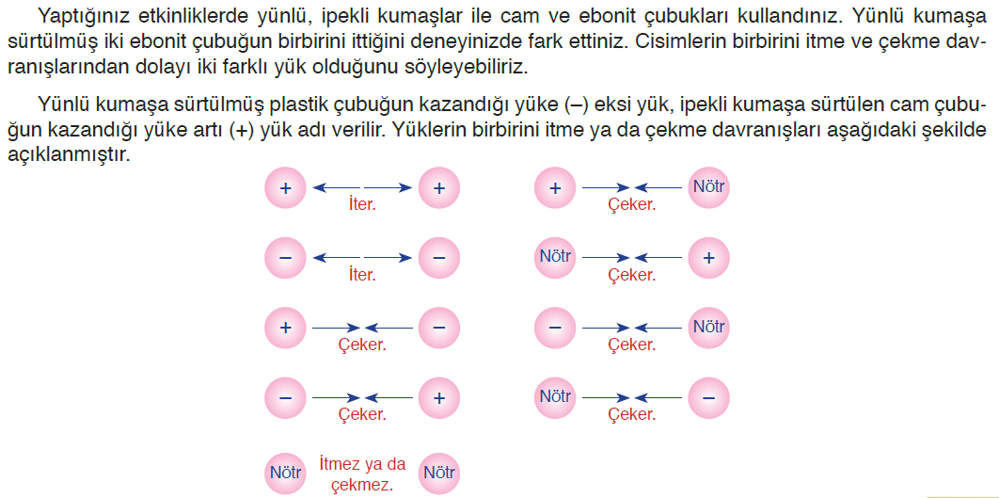 Yaptığınız etkinliklerde yünlü, ipekli kumaşlar ile cam ve ebonit çubukları kullandınız. Yünlü kumaşa
sürtülmüş iki ebonit çubuğun birbirini ittiğini deneyinizde fark ettiniz. Cisimlerin birbirini itme ve çekme dav-
ranışlarından dolayı iki farklı yük olduğunu söyleyebiliriz.
Yünlü kumaşa sürtülmüş plastik çubuğun kazandığı yüke (–) eksi yük, ipekli kumaşa sürtülen cam çubu-
ğun kazandığı yüke artı (+) yük adı verilir. Yüklerin birbirini itme ya da çekme davranışları aşağıdaki şekilde
açıklanmıştır.
+ +
İter.
+ Nötr
Çeker.
– –
İter.
Nötr +
Çeker.
+ –
Çeker.
– Nötr
Çeker.
– +
Çeker.
Nötr –
Çeker.
Nötr İtmez ya da Nötr
çekmez.